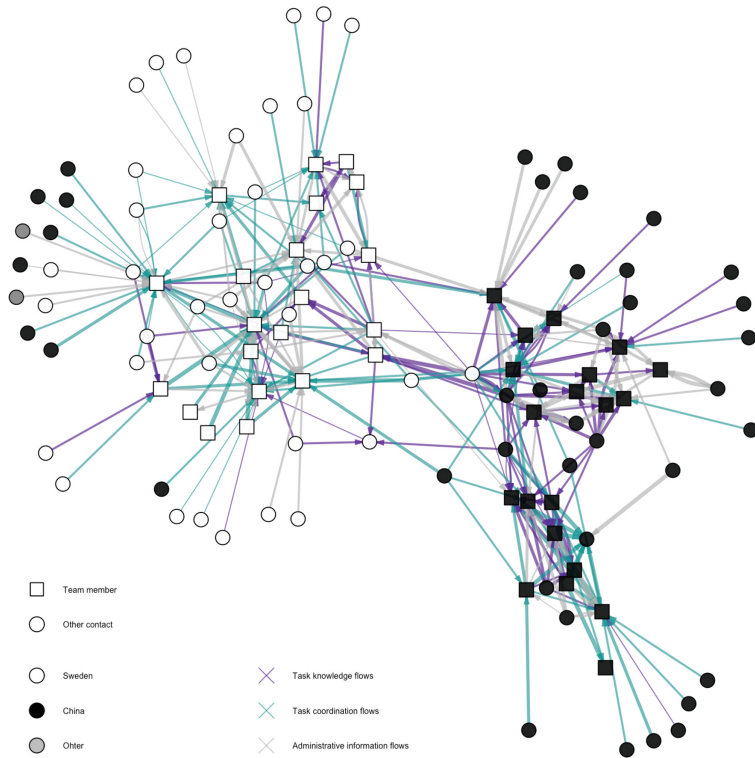 Team member
Other contact
Sweden
Task knowledge flows
China
Task coordination flows
Ohter
Administrative information flows